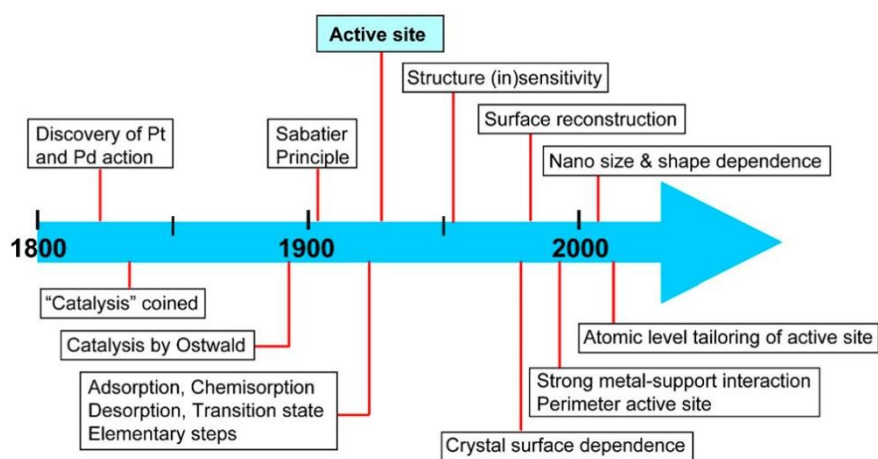 Active site
Structure (in)sensitivity
Discovery of Pt
and Pd action
Sabatier
Principle
Surface reconstruction
Nano size & shape dependence
1800
1900
2000
“Catalysis” coined
Catalysis by Ostwald
Adsorption, Chemisorption
Desorption, Transition state
Elementary steps
Atomic level tailoring of active site
Strong metal-support interaction
Perimeter active site
Crystal surface dependence